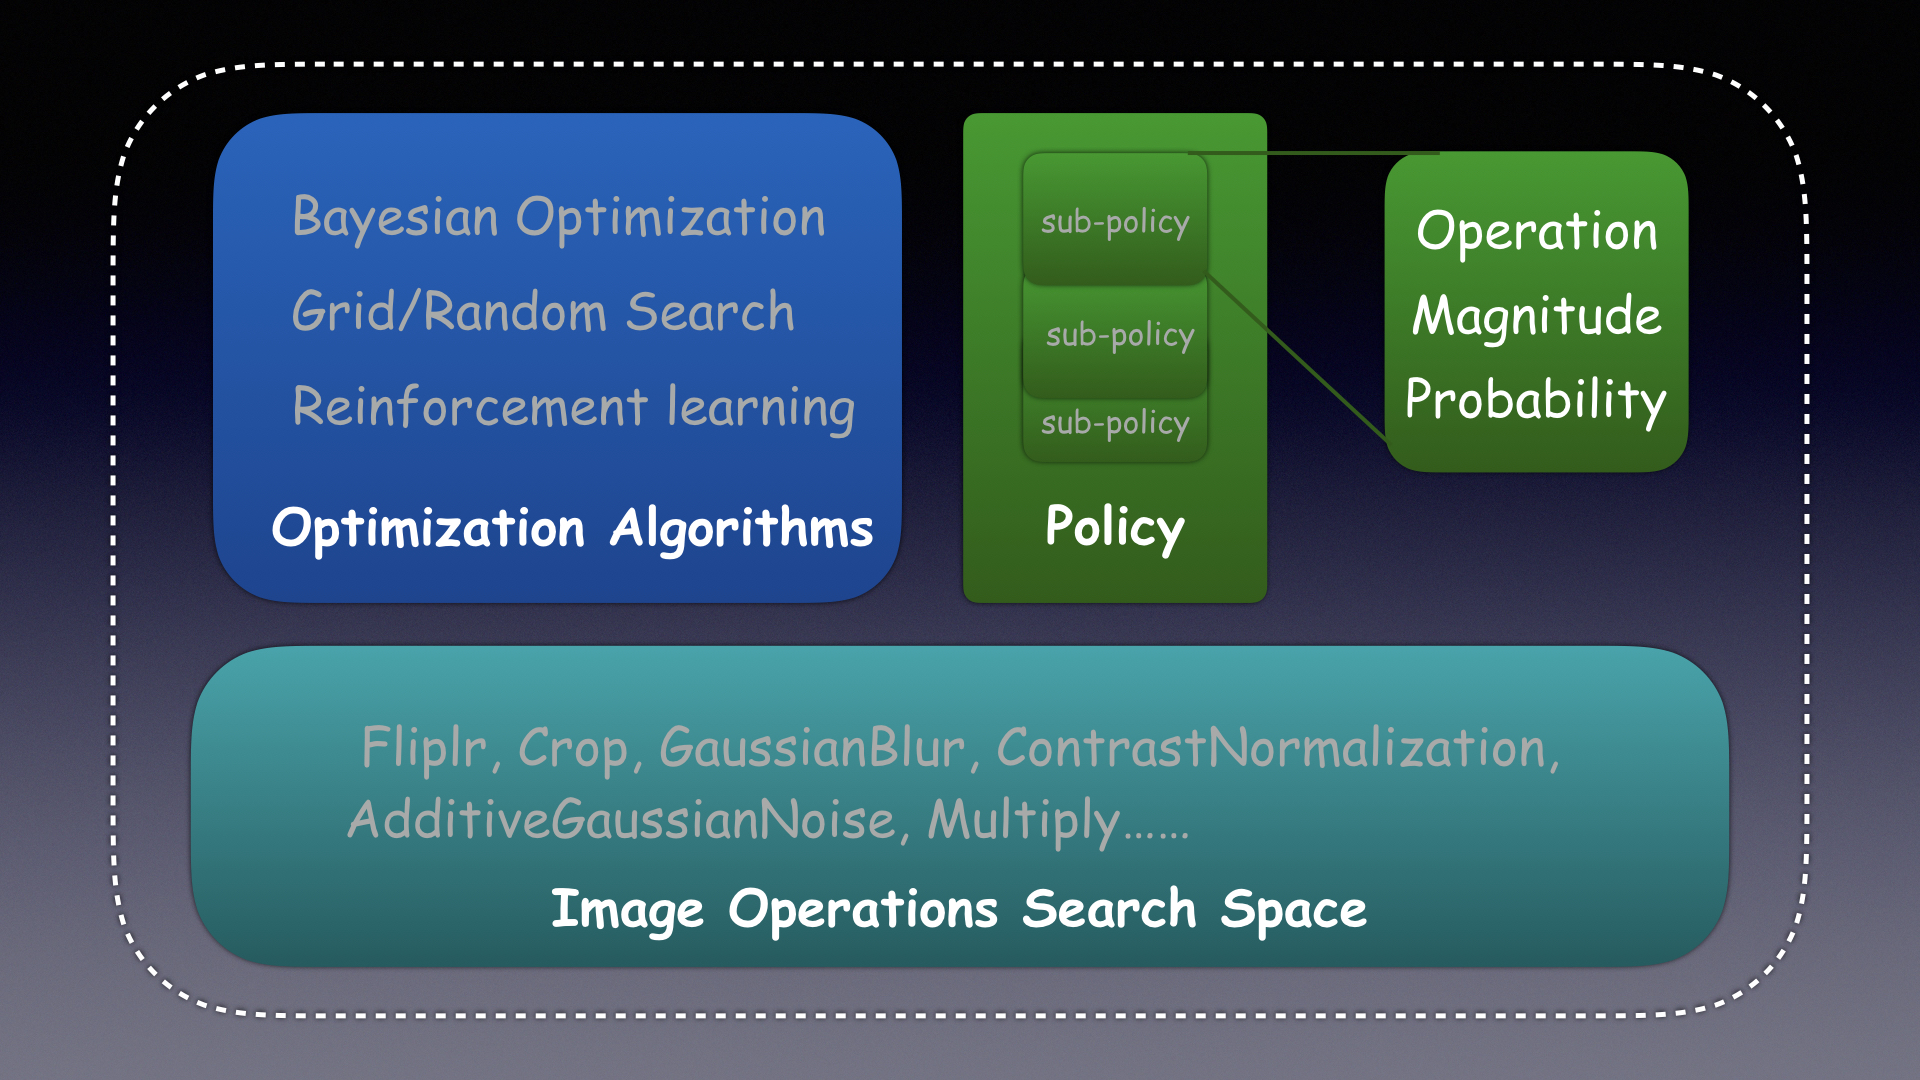 Bayesian Optimization
Grid/Random Search
Reinforcement learning
Optimization Algorithms
sub-policy
sub-policy
sub-policy
Policy
Operation
Magnitude
Probability
Fliplr, Crop, GaussianBlur, ContrastNormalization,
AdditiveGaussianNoise, Multiply......
Image Operations Search Space